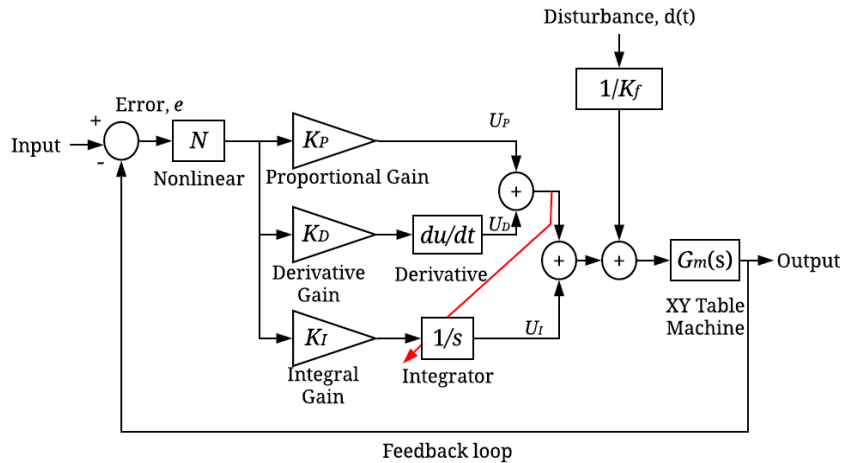 Disturbance, d(t)
1/Kf
Error, e
+
Input
-
N
Nonlinear
KP
Proportional Gain
UP
+
KD
Derivative
Gain
du/dt
Derivative
UD
+
+
Gm(s)
Output
XY Table
Machine
KI
Integral
Gain
1/s
Integrator
UI
Feedback loop